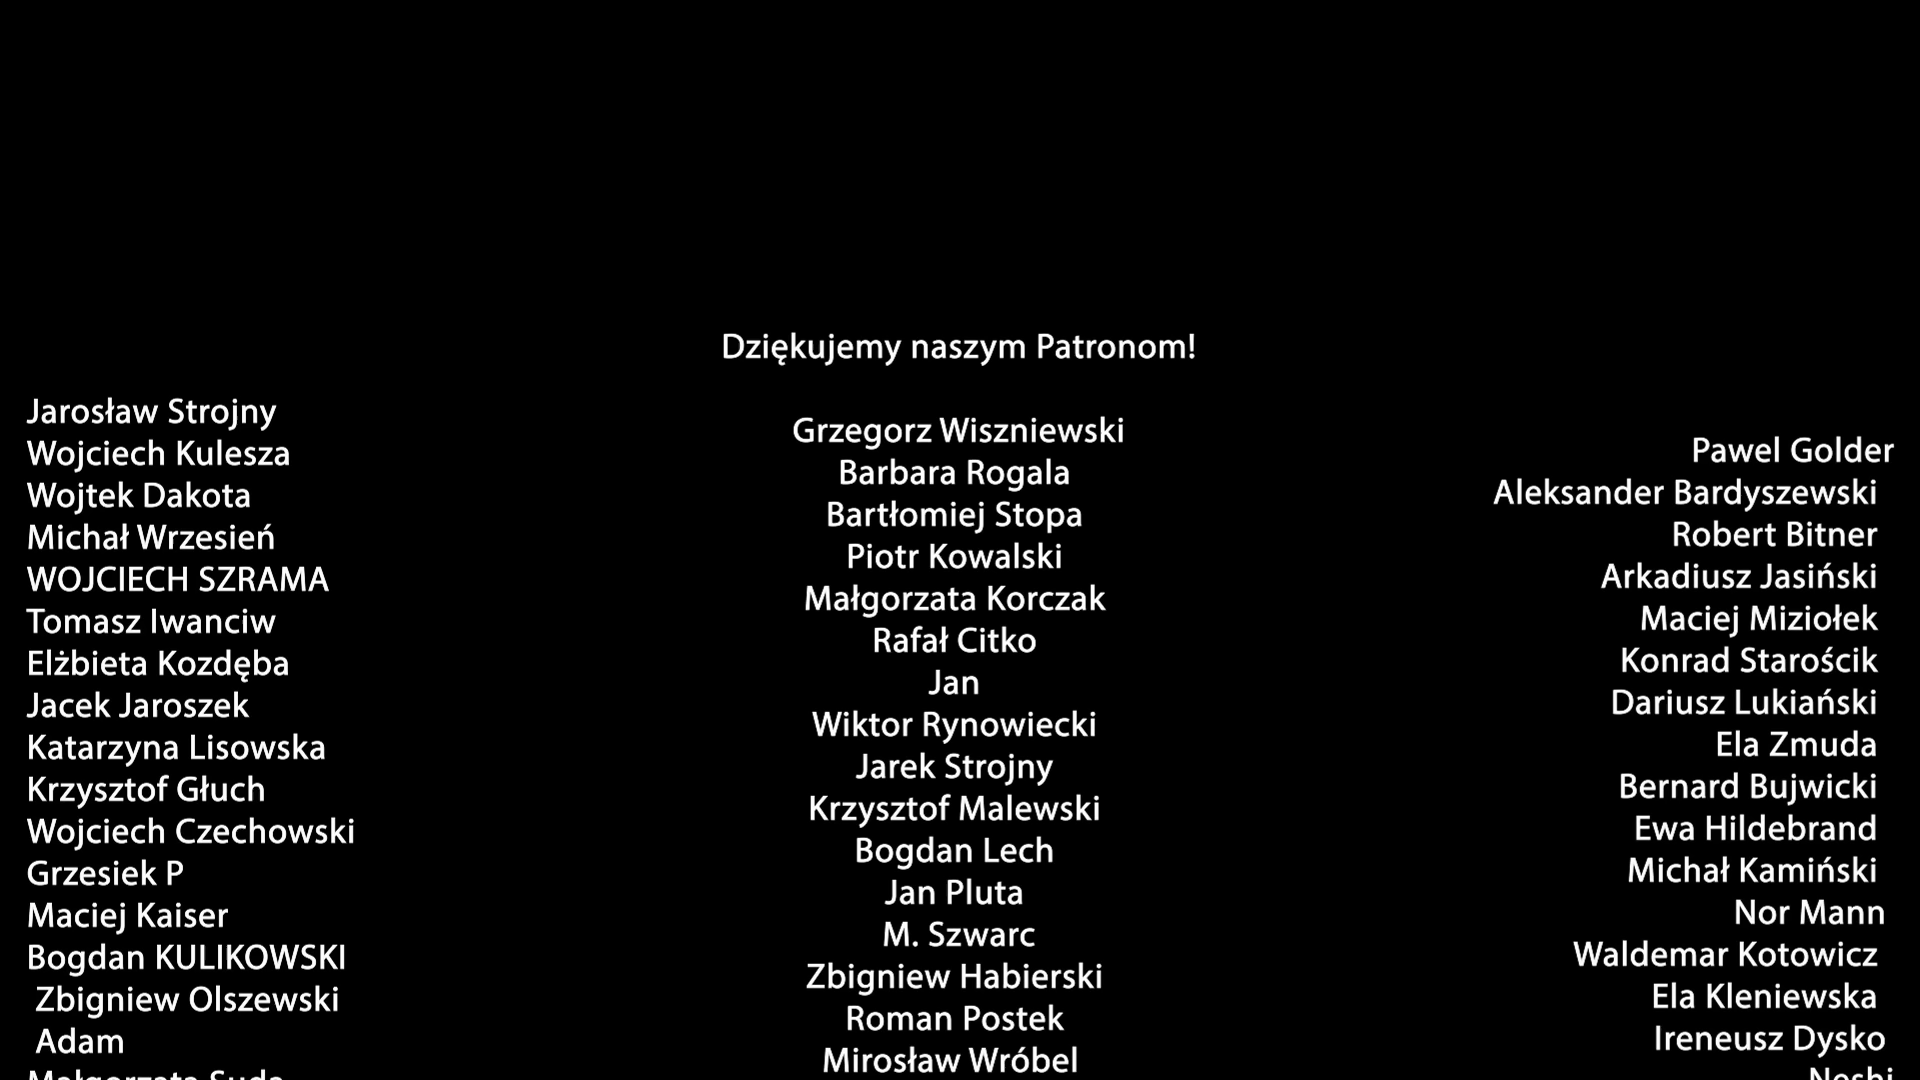 Dziękujemy naszym Patronom!
Jarosław Strojny
Wojciech Kulesza
Wojtek Dakota
Michał Wrzesień
WOJCIECH SZRAMA
Tomasz Iwanciw
Elżbieta Kozdęba
Jacek Jaroszek
Katarzyna Lisowska
Krzysztof Głuch
Wojciech Czechowski
Grzesiek P
Maciej Kaiser
Bogdan KULIKOWSKI
Zbigniew Olszewski
Adam
Małgorzata Suda
Grzegorz Wiszniewski
Barbara Rogala
Bartłomiej Stopa
Piotr Kowalski
Małgorzata Korczak
Rafał Citko
Jan
Wiktor Rynowiecki
Jarek Strojny
Krzysztof Malewski
Bogdan Lech
Jan Pluta
M. Szwarc
Zbigniew Habierski
Roman Postek
Mirosław Wróbel
Pawel Golder
Aleksander Bardyszewski
Robert Bitner
Arkadiusz Jasiński
Maciej Miziołek
Konrad Starościk
Dariusz Lukiański
Ela Zmuda
Bernard Bujwicki
Ewa Hildebrand
Michał Kamiński
Nor Mann
Waldemar Kotowicz
Ela Kleniewska
Ireneusz Dysko